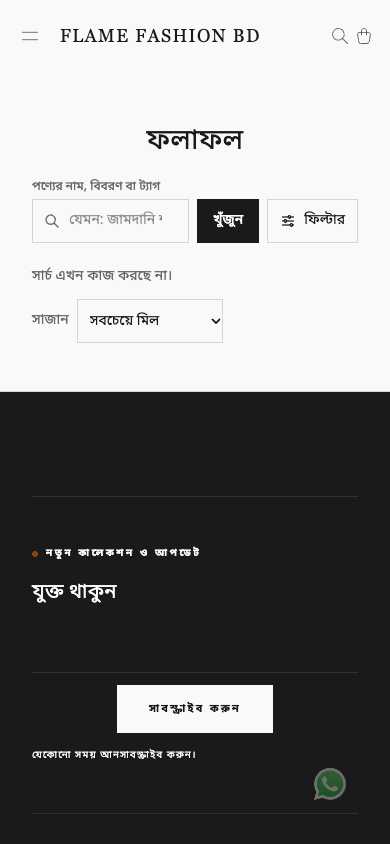 FLAME FASHION BD
ফলাফল
পণ্যের নাম, বিবরণ বা ট্যাগ
যেমন: জামদানি
খুঁজুন
ফিল্টার
সার্চ এখন কাজ করছে না।
সাজান
সবচেয়ে মিল
নতুন কালেকশন ও আপডেট
যুক্ত থাকুন
সাবস্ক্রাইব করুন
যেকোনো সময় আনসাবস্ক্রাইব করুন।